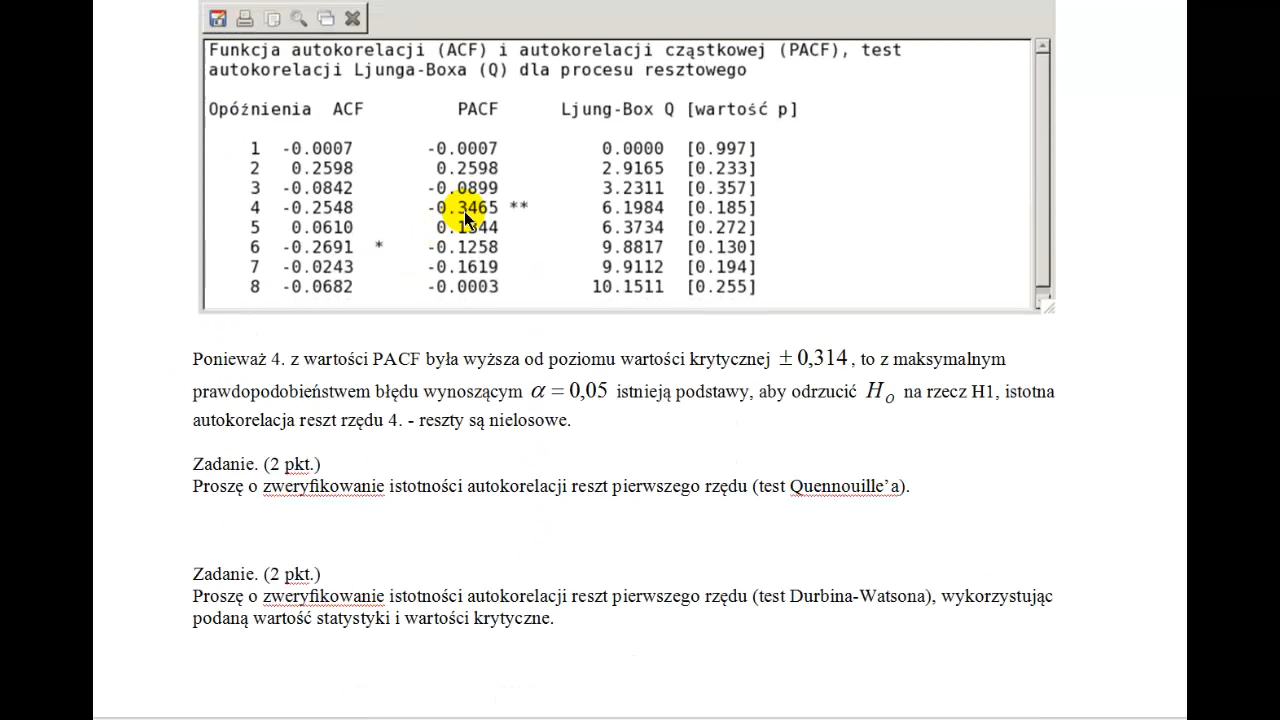 Funkcja autokorelacji (ACF) i autokorelacji cząstkowej (PACF), test
autokorelacji Ljunga-Boxa (Q) dla procesu resztowego
Opóźnienia ACF PACF Ljung-Box Q [wartość p]
1 -0.0007 -0.0007 0.0000 [0.997]
2 0.2598 0.2598 2.9165 [0.233]
3 -0.0842 -0.0899 3.2311 [0.357]
4 -0.2548 -0.3465 ** 6.1984 [0.185]
5 0.0610 0.1344 6.3734 [0.272]
6 -0.2691 * -0.1258 9.8817 [0.130]
7 -0.0243 -0.1619 9.9112 [0.194]
8 -0.0682 -0.0003 10.1511 [0.255]
Ponieważ 4. z wartości PACF była wyższa od poziomu wartości krytycznej ± 0,314, to z maksymalnym
prawdopodobieństwem błędu wynoszącym α = 0,05 istnieją podstawy, aby odrzucić H_O na rzecz H1, istotna
autokorelacja reszt rzędu 4. - reszty są nielosowe.
Zadanie. (2 pkt.)
Proszę o zweryfikowanie istotności autokorelacji reszt pierwszego rzędu (test Quennouille’a).
Zadanie. (2 pkt.)
Proszę o zweryfikowanie istotności autokorelacji reszt pierwszego rzędu (test Durbina-Watsona), wykorzystując
podaną wartość statystyki i wartości krytyczne.